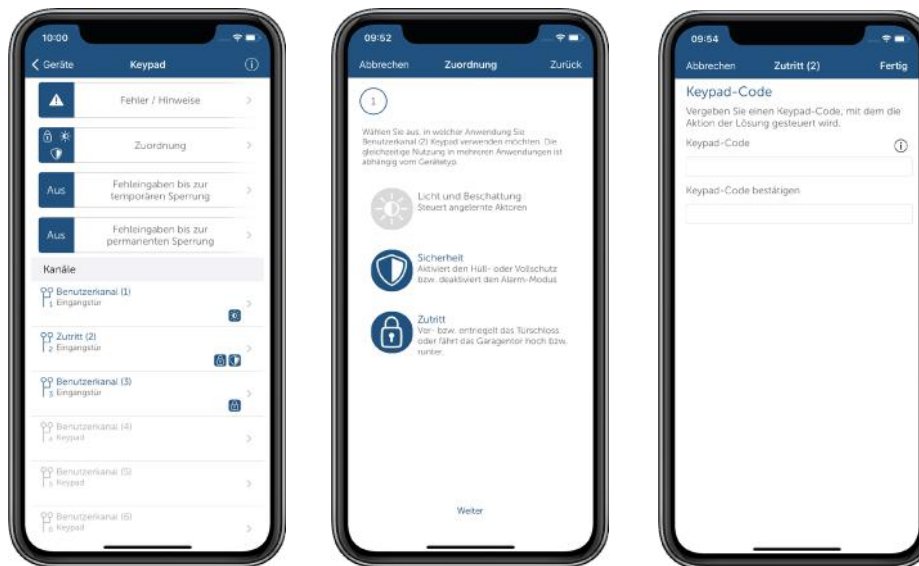 10:00
Geräte
Keypad
Fehler / Hinweise
Zuordnung
Aus
Fehleingaben bis zur
temporären Sperrung
Aus
Fehleingaben bis zur
permanenten Sperrung
Kanäle
Benutzerkanal (1)
1 Eingangstür
Zutritt (2)
2 Eingangstür
Benutzerkanal (3)
3 Eingangstür
Benutzerkanal (4)
4 Keypad
Benutzerkanal (5)
5 Keypad
Benutzerkanal (6)
6 Keypad
09:52
Abbrechen
Zuordnung
Zurück
1
Wählen Sie aus, in welcher Anwendung Sie
Benutzerkanal (2) Keypad verwenden möchten. Die
gleichzeitige Nutzung in mehreren Anwendungen ist
abhängig vom Gerätetyp.
Licht und Beschattung
Steuert angelernte Aktoren
Sicherheit
Aktiviert den Hüll- oder Vollschutz
bzw. deaktiviert den Alarm-Modus
Zutritt
Ver- bzw. entriegelt das Türschloss
oder fährt das Garagentor hoch bzw.
runter.
Weiter
09:54
Abbrechen
Zutritt (2)
Fertig
Keypad-Code
Vergeben Sie einen Keypad-Code, mit dem die
Aktion der Lösung gesteuert wird.
Keypad-Code
Keypad-Code bestätigen